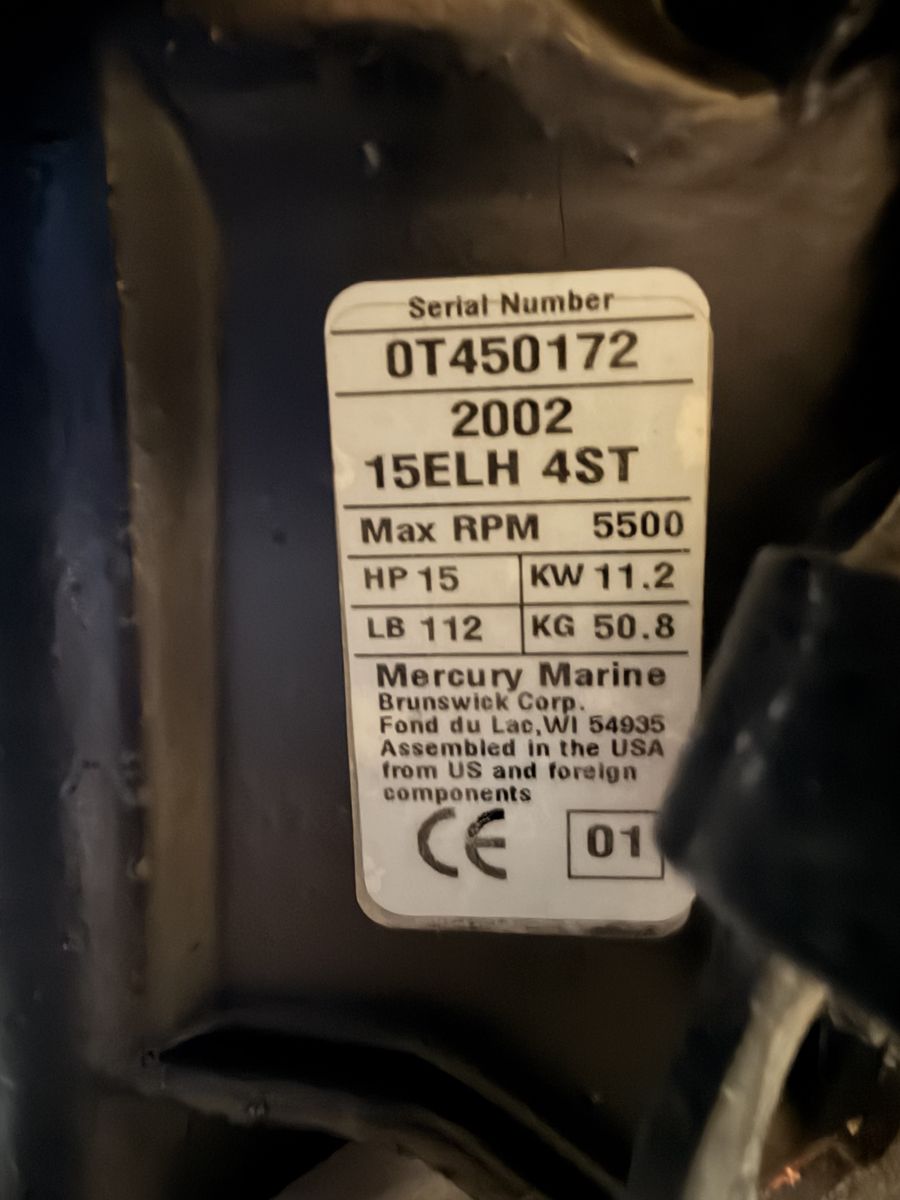 Serial Number
0T450172
2002
15ELH 4ST
Max RPM 5500
HP 15 KW 11.2
LB 112 KG 50.8
Mercury Marine
Brunswick Corp.
Fond du Lac,WI 54935
Assembled in the USA
from US and foreign
components
CE 01